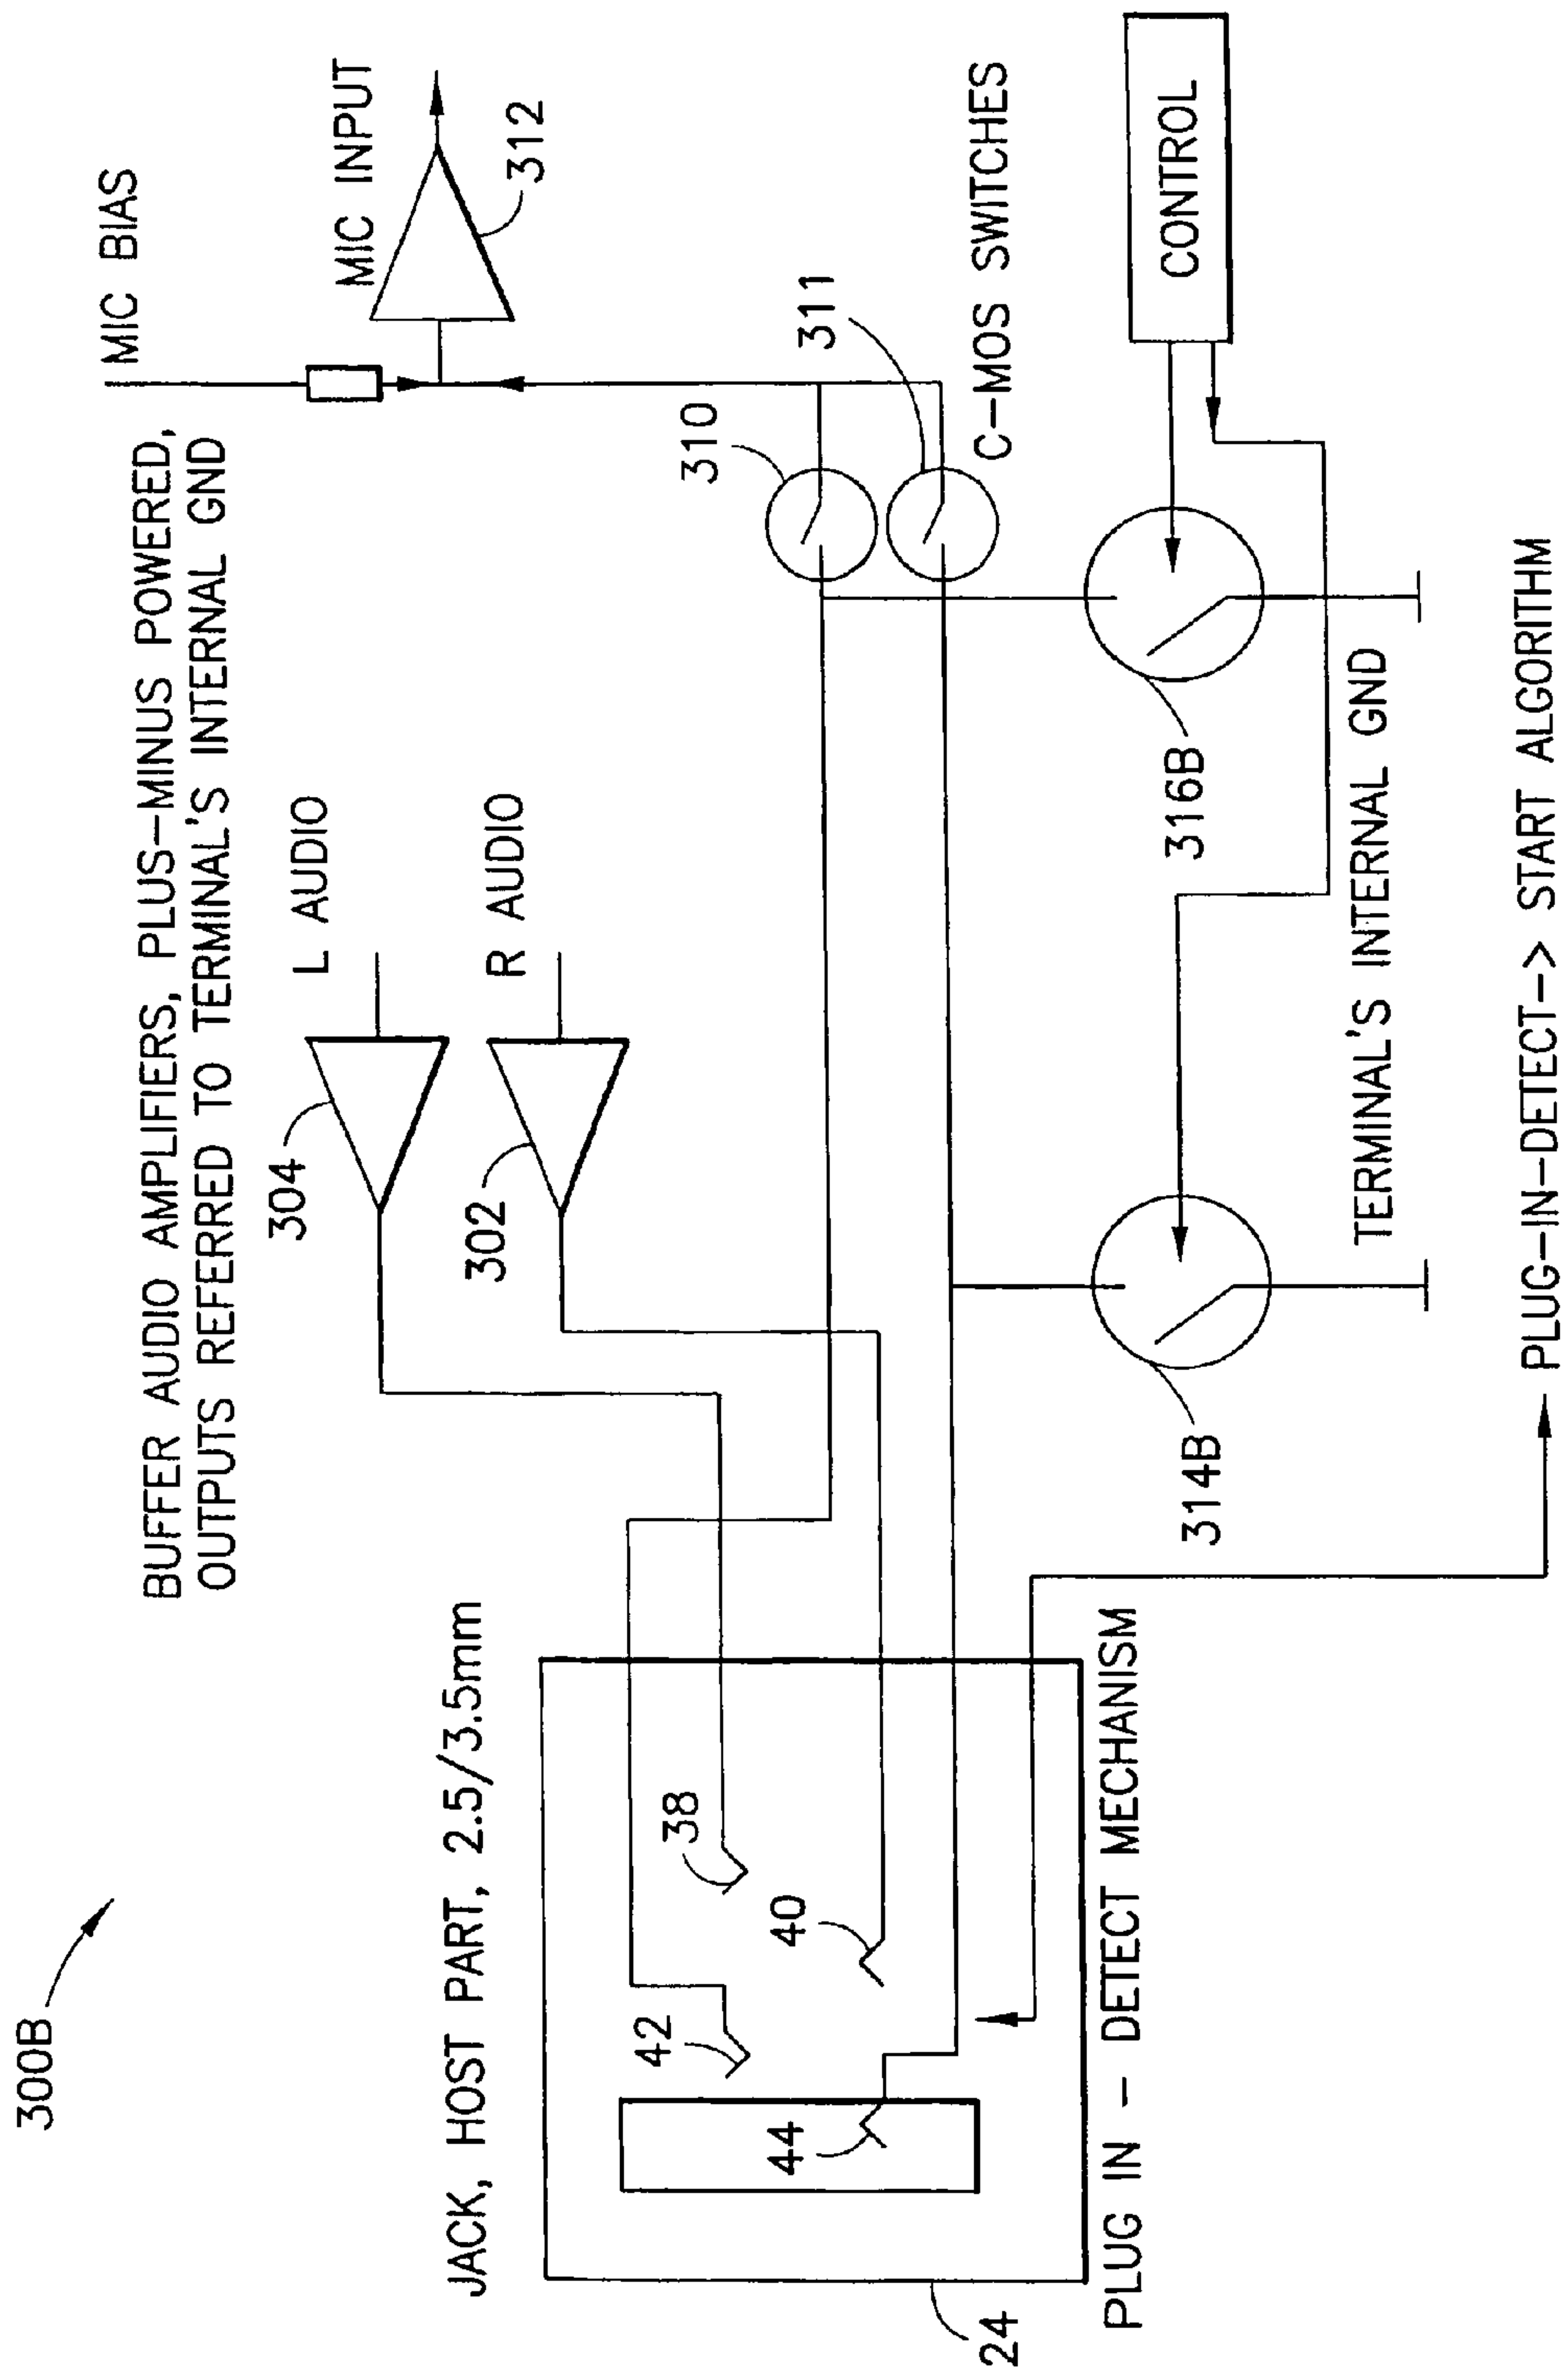 300B
BUFFER AUDIO AMPLIFIERS, PLUS-MINUS POWERED,
OUTPUTS REFERRED TO TERMINAL'S INTERNAL GND
MIC BIAS
MIC INPUT
312
L AUDIO
304
R AUDIO
302
JACK, HOST PART, 2.5/3.5mm
310
311
C-MOS SWITCHES
42
38
40
44
24
CONTROL
316B
314B
TERMINAL'S INTERNAL GND
PLUG IN - DETECT MECHANISM
PLUG-IN-DETECT-> START ALGORITHM